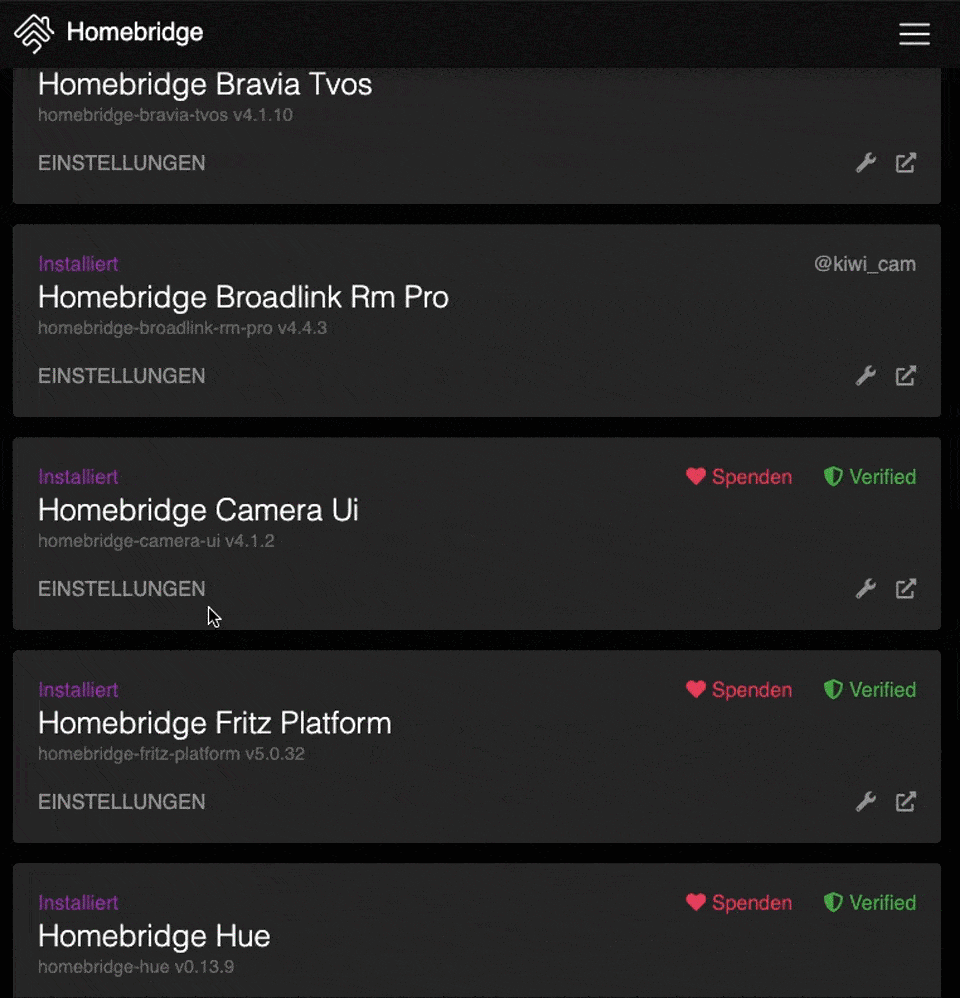 Homebridge
Homebridge Bravia Tvos
homebridge-bravia-tvos v4.1.10
EINSTELLUNGEN
Installiert @kiwi_cam
Homebridge Broadlink Rm Pro
homebridge-broadlink-rm-pro v4.4.3
EINSTELLUNGEN
Installiert Spenden Verified
Homebridge Camera Ui
homebridge-camera-ui v4.1.2
EINSTELLUNGEN
Installiert Spenden Verified
Homebridge Fritz Platform
homebridge-fritz-platform v5.0.32
EINSTELLUNGEN
Installiert Spenden Verified
Homebridge Hue
homebridge-hue v0.13.9